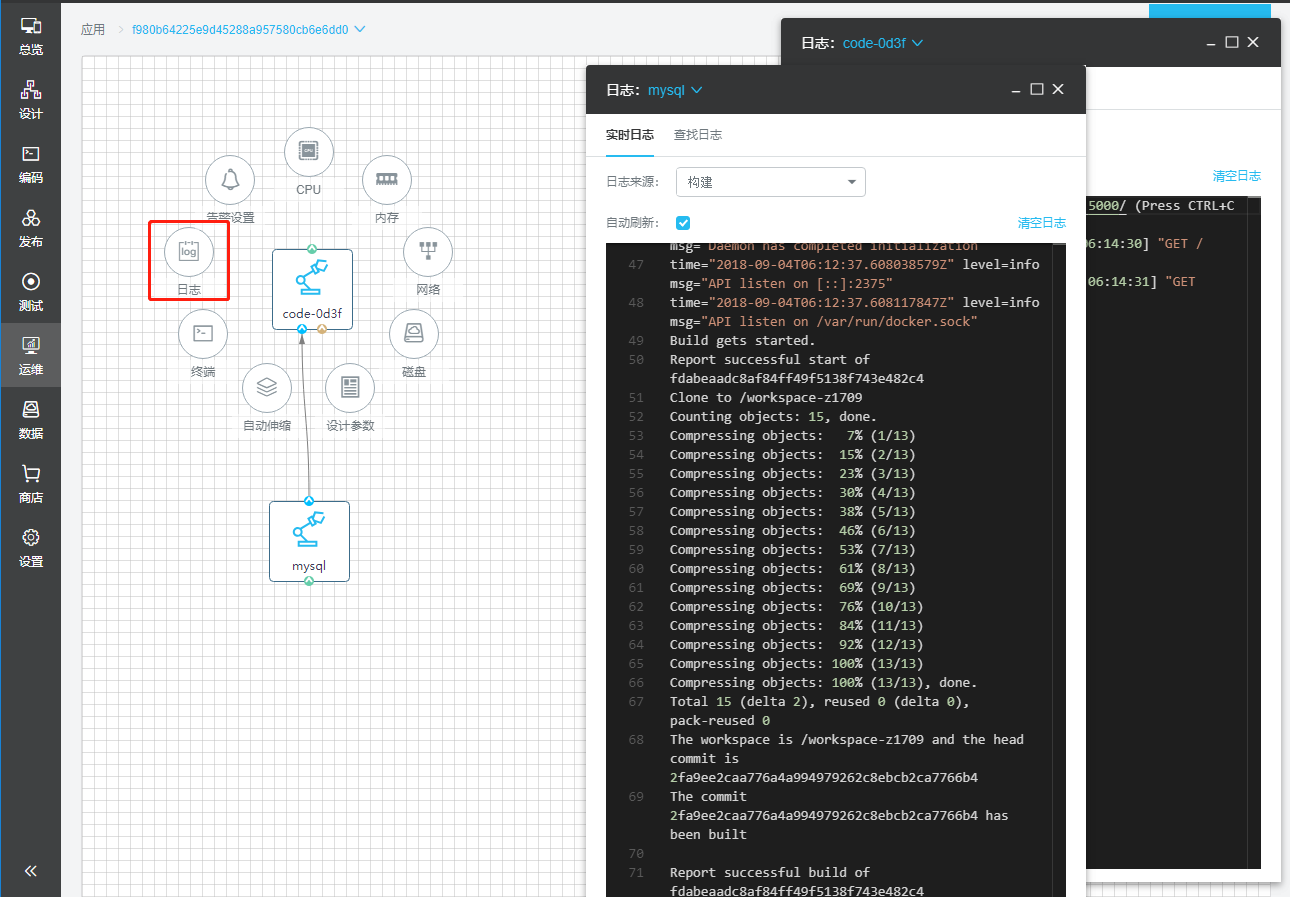 总览
设计
编码
发布
测试
运维
数据
商店
设置
应用 > f980b64225e9d45288a957580cb6e6dd0
CPU
告警设置
内存
log
日志
网络
code-0d3f
终端
磁盘
自动伸缩
设计参数
mysql
日志： code-0d3f
清空日志
5000/ (Press CTRL+C
06:14:30] "GET /
06:14:31] "GET
日志： mysql
实时日志 查找日志
日志来源： 构建
自动刷新：
清空日志
msg="Daemon has completed initialization"
47 time="2018-09-04T06:12:37.608038579Z" level=info
msg="API listen on [::]:2375"
48 time="2018-09-04T06:12:37.608117847Z" level=info
msg="API listen on /var/run/docker.sock"
49 Build gets started.
50 Report successful start of
fdabeaadc8af84ff49f5138f743e482c4
51 Clone to /workspace-z1709
52 Counting objects: 15, done.
53 Compressing objects:   7% (1/13)
54 Compressing objects:  15% (2/13)
55 Compressing objects:  23% (3/13)
56 Compressing objects:  30% (4/13)
57 Compressing objects:  38% (5/13)
58 Compressing objects:  46% (6/13)
59 Compressing objects:  53% (7/13)
60 Compressing objects:  61% (8/13)
61 Compressing objects:  69% (9/13)
62 Compressing objects:  76% (10/13)
63 Compressing objects:  84% (11/13)
64 Compressing objects:  92% (12/13)
65 Compressing objects: 100% (13/13)
66 Compressing objects: 100% (13/13), done.
67 Total 15 (delta 2), reused 0 (delta 0),
pack-reused 0
68 The workspace is /workspace-z1709 and the head
commit is
2fa9ee2caa776a4a994979262c8ebcb2ca7766b4
69 The commit
2fa9ee2caa776a4a994979262c8ebcb2ca7766b4 has
been built
70
71 Report successful build of
fdabeaadc8af84ff49f5138f743e482c4